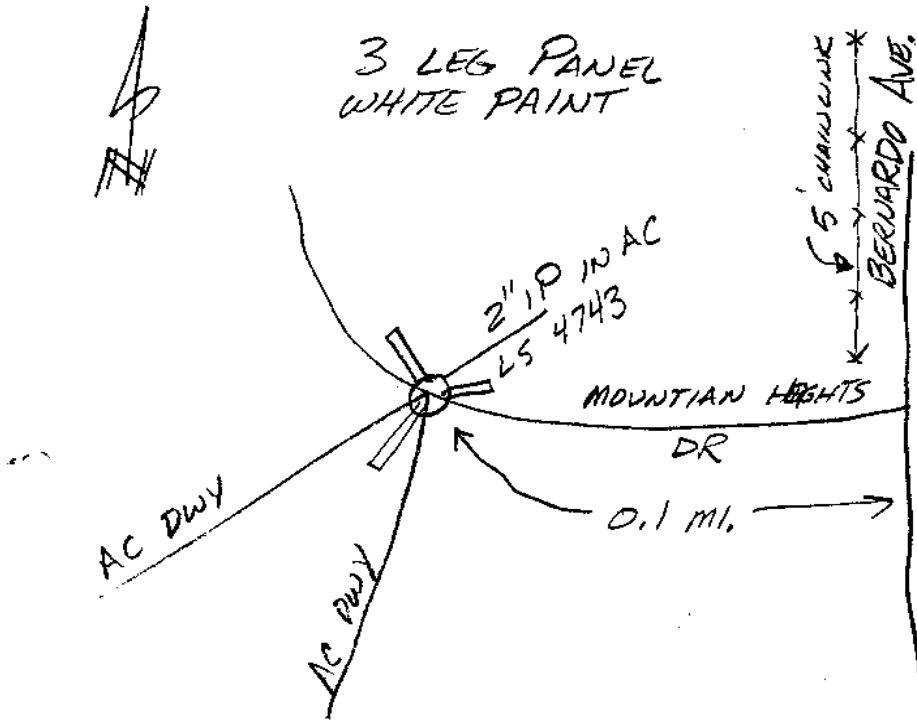 3 LEG PANEL
WHITE PAINT
N
5' CHAINLINK
BERNARDO AVE.
2" IP IN AC
LS 4743
MOUNTIAN HEGHTS
DR
0.1 MI.
AC DWY
AC DWY